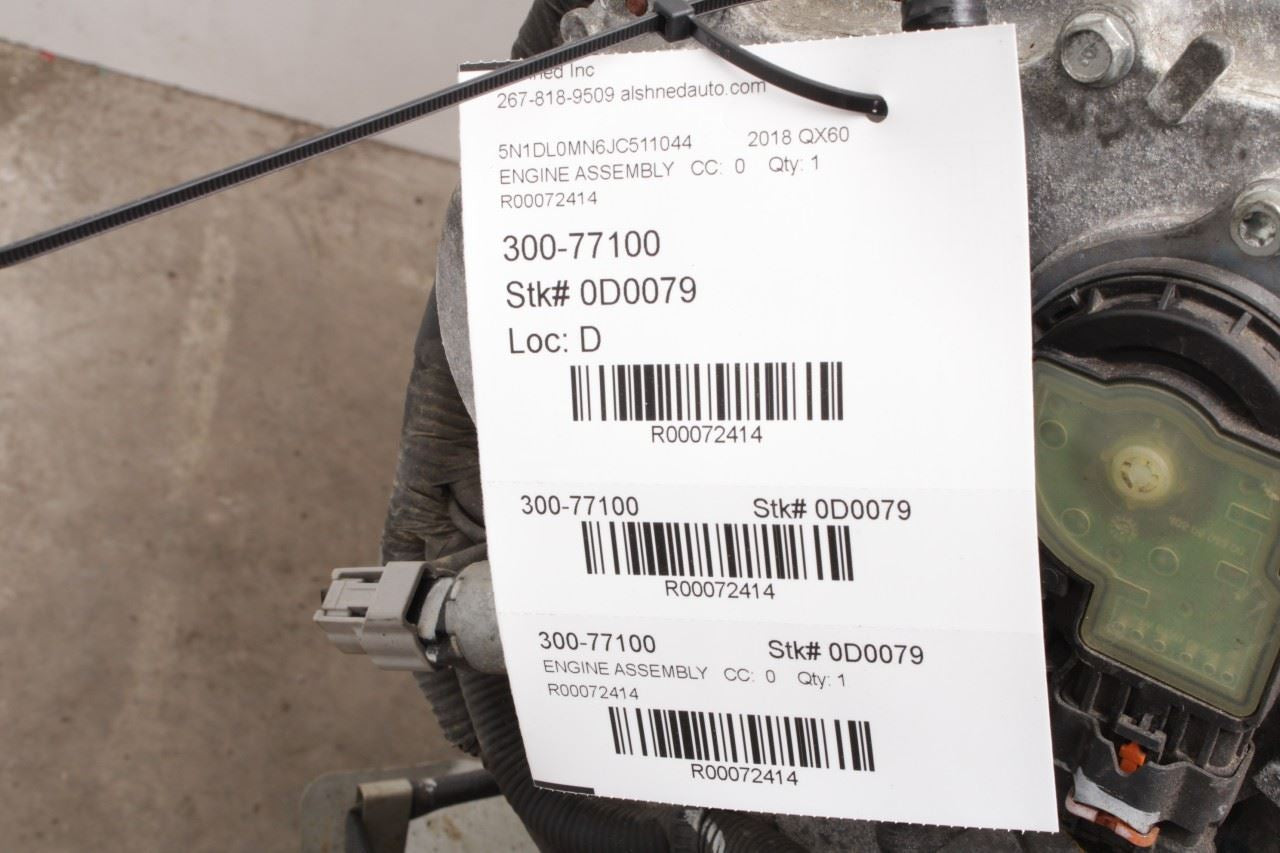 Inc
267-818-9509 alshnedauto.com
5N1DL0MN6JC511044 2018 QX60
ENGINE ASSEMBLY CC: 0 Qty: 1
R00072414
300-77100
Stk# 0D0079
Loc: D
R00072414
300-77100 Stk# 0D0079
R00072414
300-77100 Stk# 0D0079
ENGINE ASSEMBLY CC: 0 Qty: 1
R00072414
R00072414